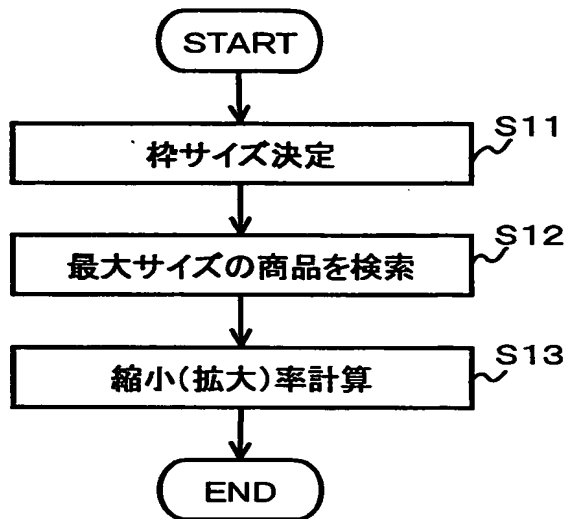 START
枠サイズ決定
S11
最大サイズの商品を検索
S12
縮小(拡大)率計算
S13
END